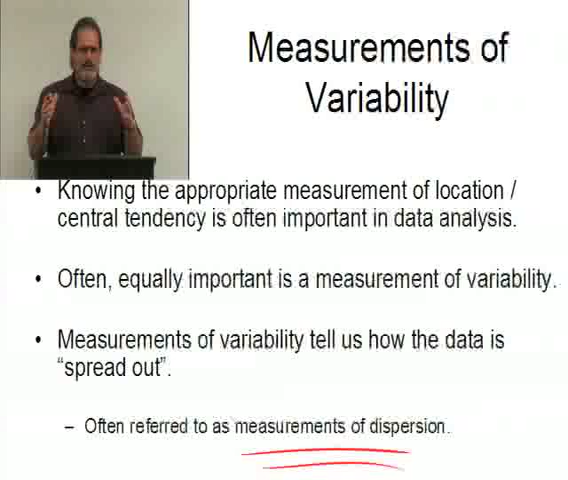 Measurements of
Variability
• Knowing the appropriate measurement of location /
central tendency is often important in data analysis.
• Often, equally important is a measurement of variability.
• Measurements of variability tell us how the data is
“spread out”.
– Often referred to as measurements of dispersion.